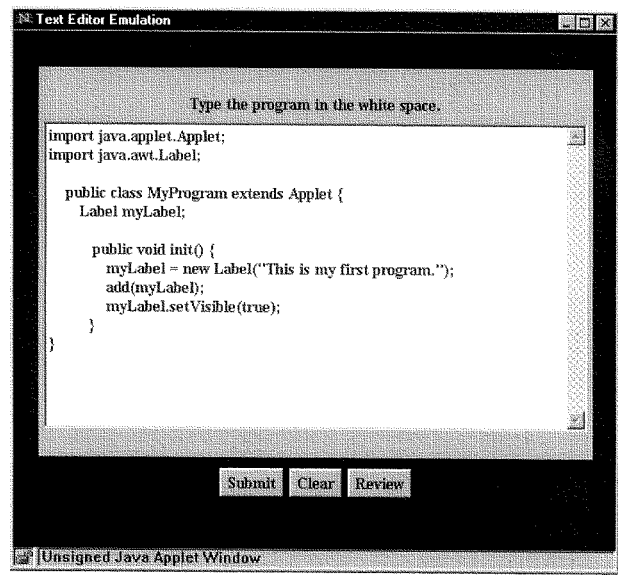 Text Editor Emulation
Type the program in the white space.
import java.applet.Applet;
import java.awt.Label;
public class MyProgram extends Applet {
Label myLabel;
public void init() {
myLabel = new Label("This is my first program.");
add(myLabel);
myLabel.setVisible(true);
}
}
Submit Clear Review
Unsigned Java Applet Window